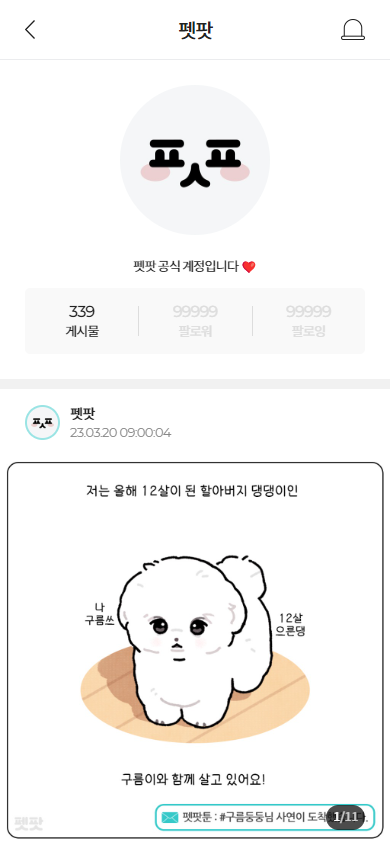 펫팟
펫팟 공식 계정입니다
339
게시물
99999
팔로워
99999
팔로잉
펫팟
23.03.20 09:00:04
저는 올해 12살이 된 할아버지 댕댕이인
나
구름쓰
12살
으른댕
구름이와 함께 살고 있어요!
펫팟
펫팟툰 : #구름둥둥님 사연이 도착
1/11